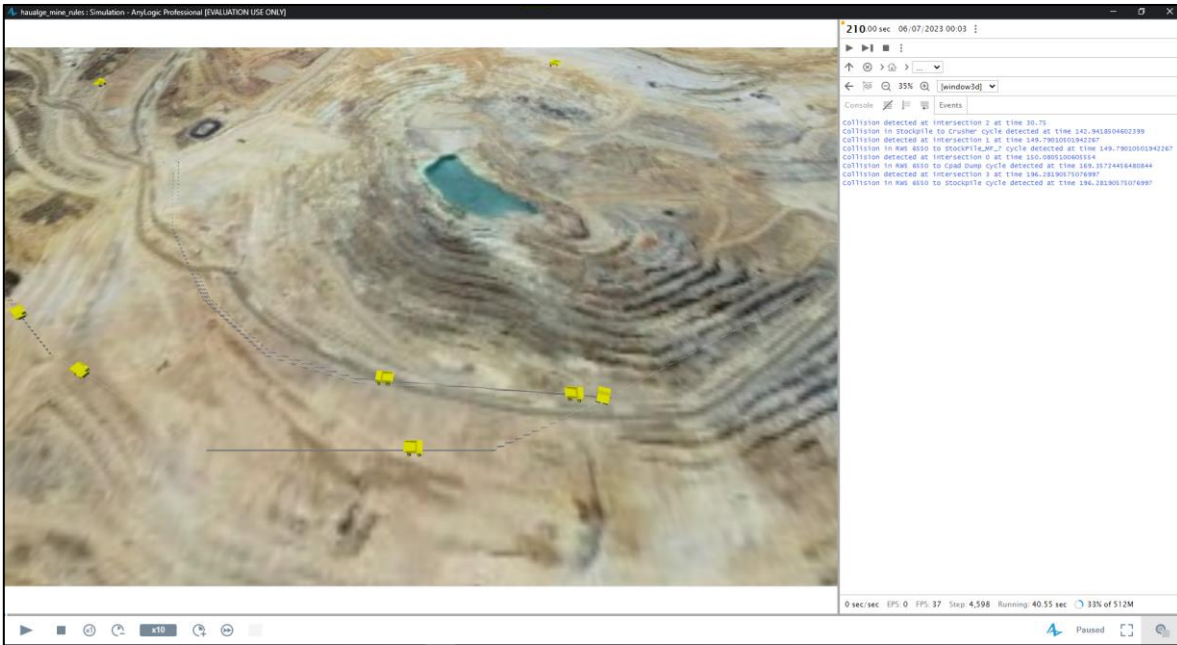 haualge_mine_rules : Simulation - AnyLogic Professional [EVALUATION USE ONLY]
210.00 sec 06/07/2023 00:03
...
35% [window3d]
Console Events
Collision detected at intersection 2 at time 30.75
Collision in Stockpile to Crusher cycle detected at time 142.9418504602399
Collision detected at intersection 1 at time 149.79010501942267
Collision in RWS 6550 to StockPile_MF_7 cycle detected at time 149.79010501942267
Collision detected at intersection 0 at time 150.0805100605554
Collision in RWS 6550 to Cpad Dump cycle detected at time 169.35724456480844
Collision detected at intersection 3 at time 196.28190575076997
Collision in RWS 6550 to Stockpile cycle detected at time 196.28190575076997
0 sec/sec EPS: 0 FPS: 37 Step: 4,598 Running: 40.55 sec 33% of 512M
x1 x10 Paused